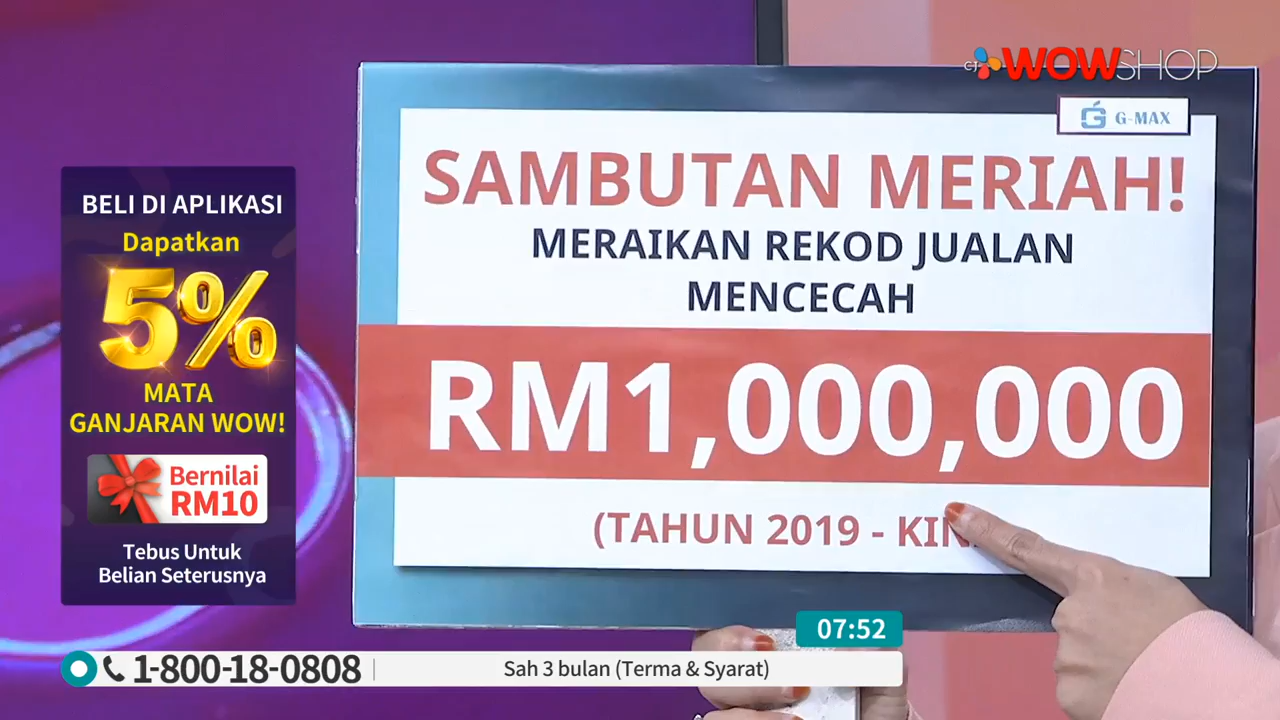 CJ WOWSHOP
G-MAX
SAMBUTAN MERIAH!
MERAIKAN REKOD JUALAN
MENCECAH
RM1,000,000
(TAHUN 2019 -
BELI DI APLIKASI
Dapatkan
5%
MATA
GANJARAN WOW!
Bernilai
RM10
Tebus Untuk
Belian Seterusnya
07:52
1-800-18-0808
Sah 3 bulan (Terma & Syarat)